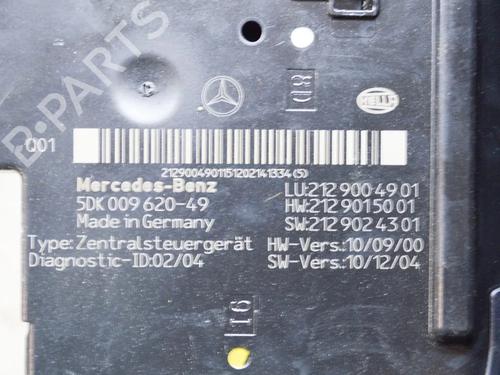 B-PARTS
HELLA
001
2129004901151202141334(5)
Mercedes-Benz
5DK 009 620-49
Made in Germany
Type:Zentralsteuergerät
Diagnostic-ID:02/04
LU:212 900 49 01
HW:212 901 50 01
SW:212 902 43 01
HW-Vers.:10/09/00
SW-Vers.:10/12/04